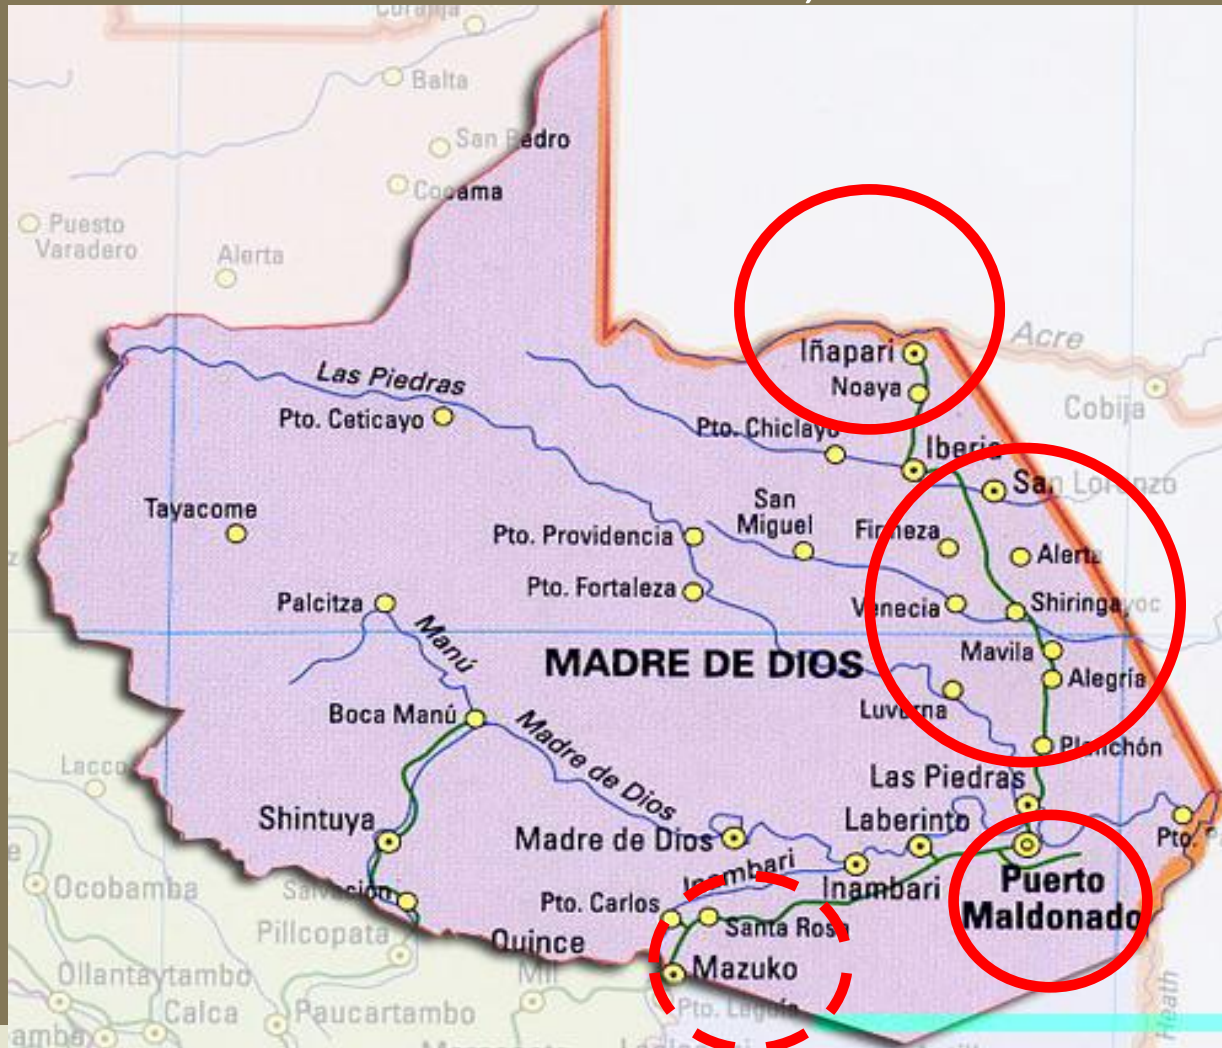 Curanja
Balta
San Pedro
Cocama
Puesto
Varadero
Alerta
Acre
Iñapari
Las Piedras
Noaya
Cobija
Pto. Ceticayo
Pto. Chiclayo
Iberia
San Lorenzo
Tayacome
San
Miguel
Firmeza
Pto. Providencia
Alerta
Pto. Fortaleza
Palcitza
Venecia
Shiringayoc
Manú
MADRE DE DIOS
Mavila
Alegría
Boca Manú
Luverna
Madre de Dios
Planchón
Lacco
Las Piedras
Shintuya
Madre de Dios
Laberinto
Pto.
Inambari
Inambari
Ocobamba
Salvación
Puerto
Maldonado
Pto. Carlos
Santa Rosa
Pillcopata
Quince
Mil
Mazuko
Ollantaytambo
Calca
Paucartambo
Heath